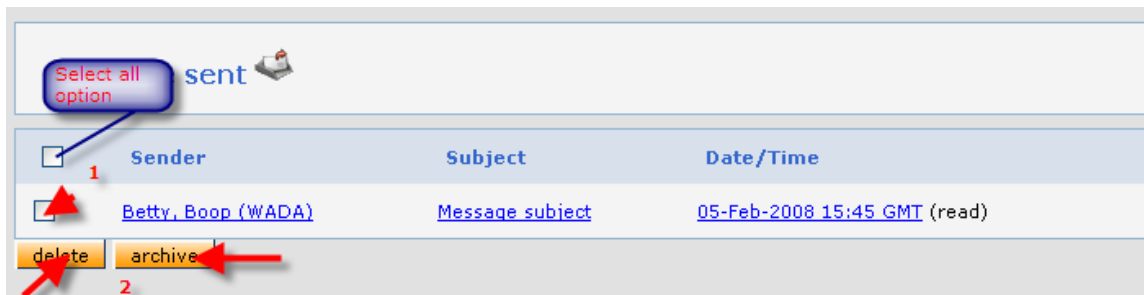 Select all
option
sent
Sender Subject Date/Time
1
Betty, Boop (WADA) Message subject 05-Feb-2008 15:45 GMT (read)
delete archive
2